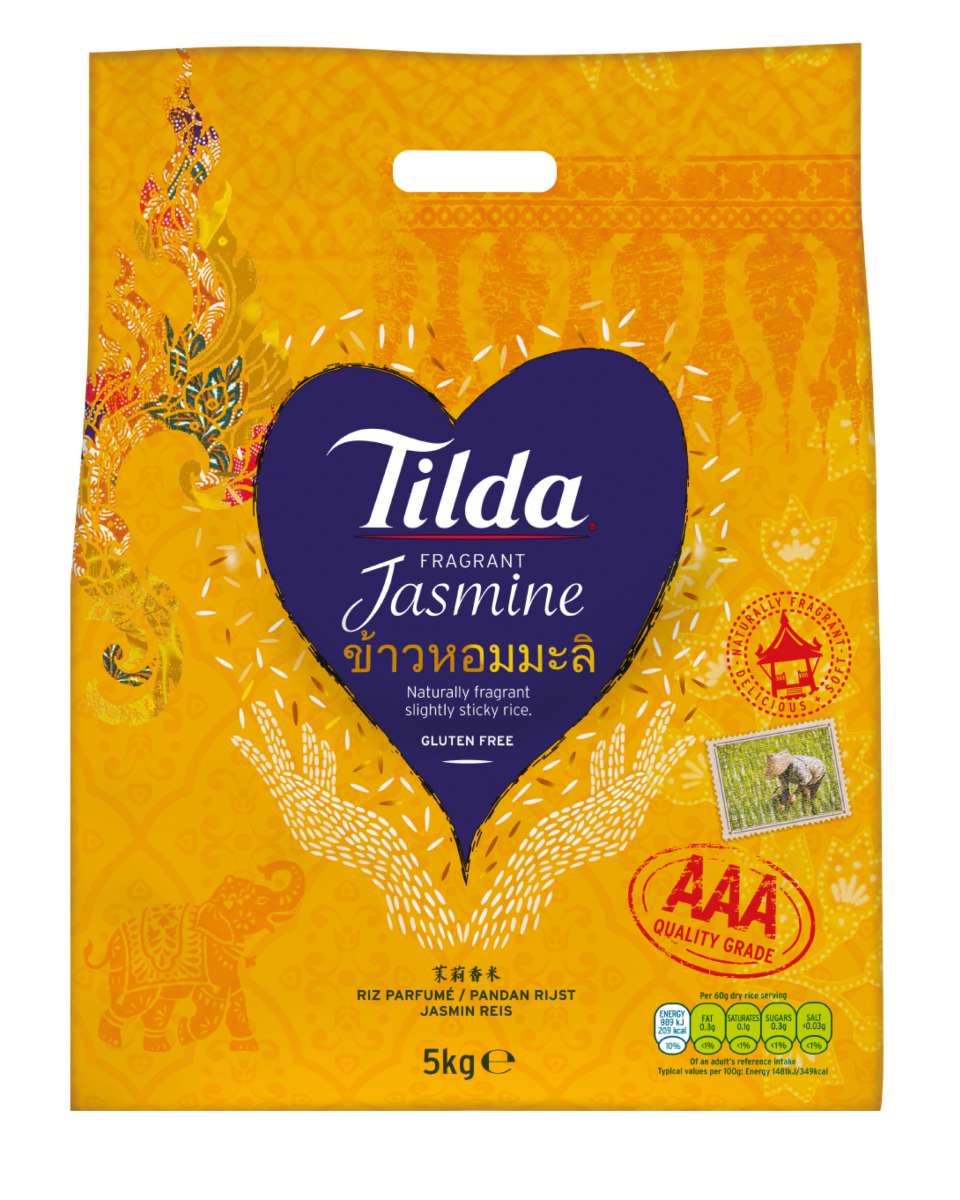 Tilda
FRAGRANT
Jasmine
ข้าวหอมมะลิ
Naturally fragrant
slightly sticky rice.
GLUTEN FREE
NATURALLY FRAGRANT
DELICIOUS • SOFT
AAA
QUALITY GRADE
茉莉香米
RIZ PARFUMÉ / PANDAN RIJST
JASMIN REIS
5kg ℮
Per 60g dry rice serving
ENERGY
889 kJ
209 kcal
10%
FAT
0.3g
<1%
SATURATES
0.1g
<1%
SUGARS
0.3g
<1%
SALT
<0.03g
<1%
Of an adult's reference intake
Typical values per 100g: Energy 1481kJ/349kcal